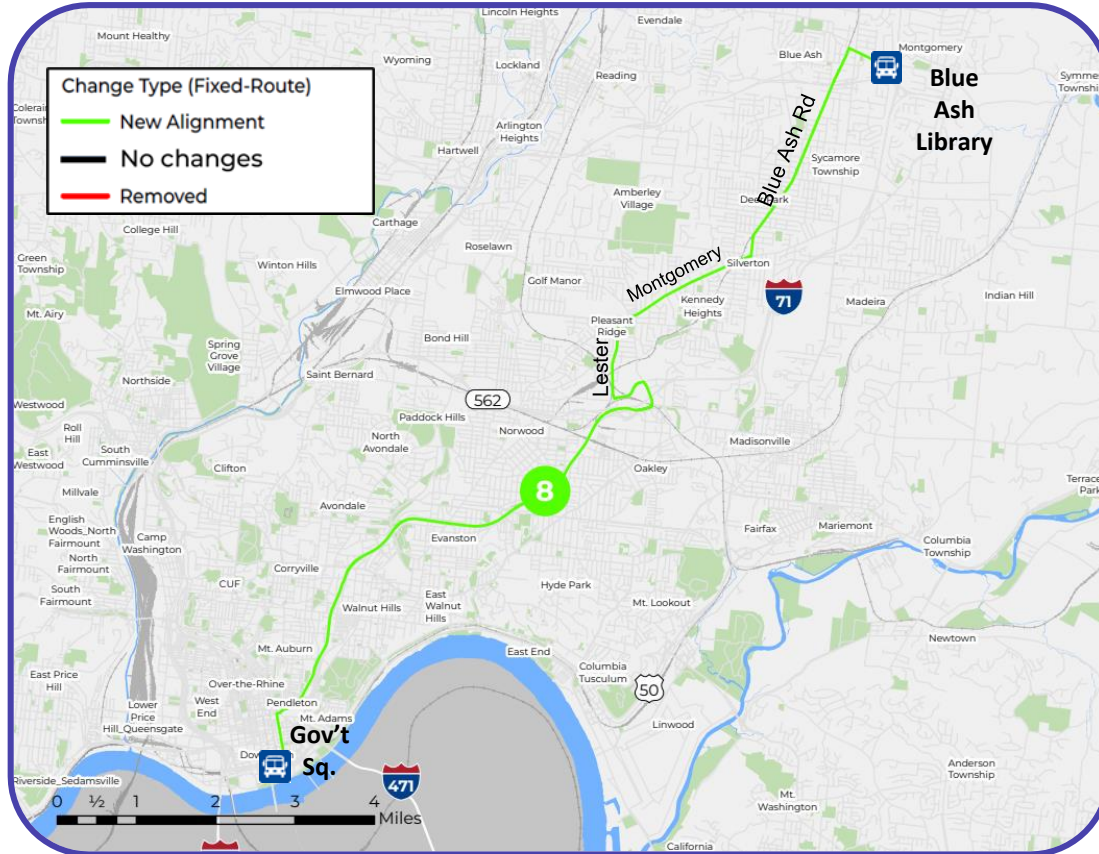 Lincoln Heights
Evendale
Mount Healthy
Wyoming
Lockland
Reading
Blue Ash
Montgomery
Blue
Ash
Library
Change Type (Fixed-Route)
New Alignment
No changes
Removed
Arlington
Heights
Hartwell
Blue Ash Rd
Sycamore
Township
Amberley
Village
Carthage
College Hill
Roselawn
Green
Township
Winton Hills
Golf Manor
Silverton
Montgomery
Elmwood Place
71
Indian Hill
Madeira
Kennedy
Heights
Mt. Airy
Pleasant
Ridge
Bond Hill
Spring
Grove
Village
Saint Bernard
Lester
Northside
562
Westwood
Roll
Hill
Paddock Hills
Norwood
Madisonville
North
Avondale
South
Cumminsville
East
Westwood
Clifton
Oakley
8
Millvale
Avondale
Terrace
Park
English
Woods_North
Fairmount
Camp
Washington
Evanston
Fairfax
Mariemont
Columbia
Township
North
Fairmount
Corryville
CUF
Hyde Park
South
Fairmount
Walnut Hills
East
Walnut
Hills
Mt. Lookout
Newtown
Mt. Auburn
East End
Columbia
Tusculum
East Price
Hill
Over-the-Rhine
50
West
End
Pendleton
Lower
Price
Hill_Queensgate
Mt. Adams
Linwood
Gov't
Sq.
Anderson
Township
Riverside_Sedamsville
471
0 ½ 1 2 3 4
Miles
Mt.
Washington
California